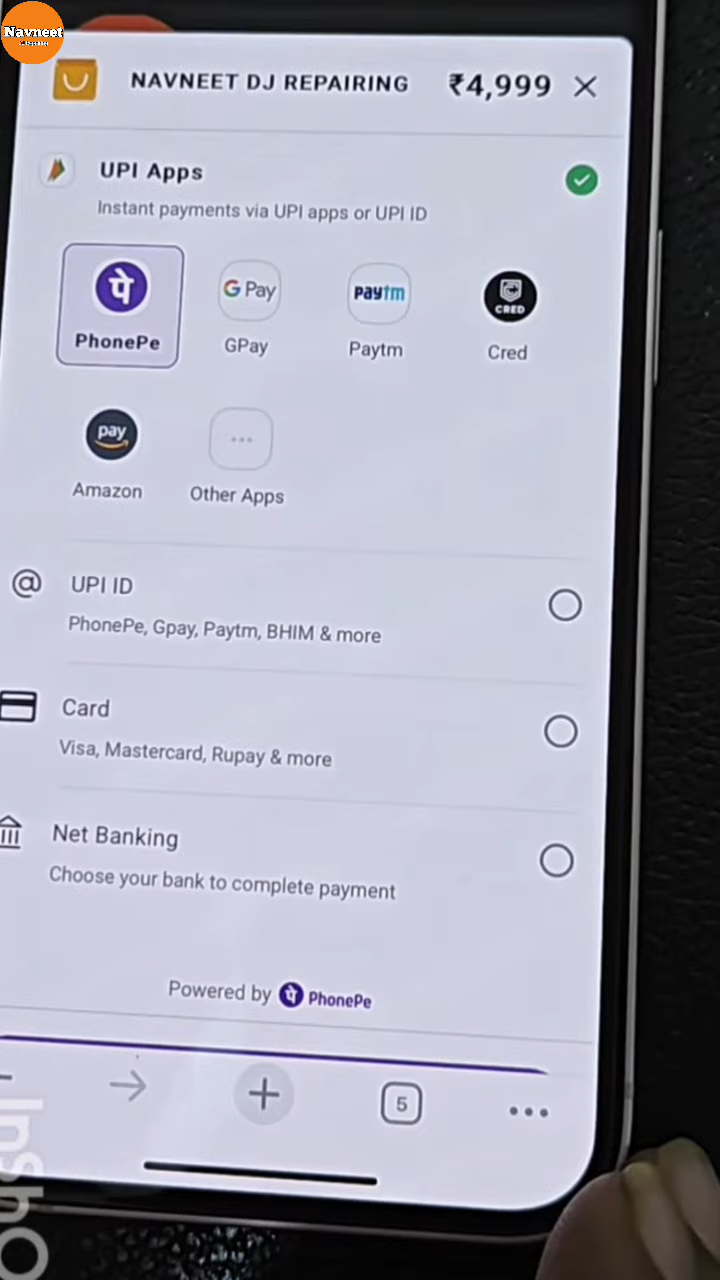 Navneet
NAVNEET DJ REPAIRING ₹4,999
UPI Apps
Instant payments via UPI apps or UPI ID
पे
G Pay
paytm
CRED
PhonePe
GPay
Paytm
Cred
pay
Amazon
Other Apps
@ UPI ID
PhonePe, Gpay, Paytm, BHIM & more
Card
Visa, Mastercard, Rupay & more
Net Banking
Choose your bank to complete payment
Powered by पे PhonePe
5
InshO